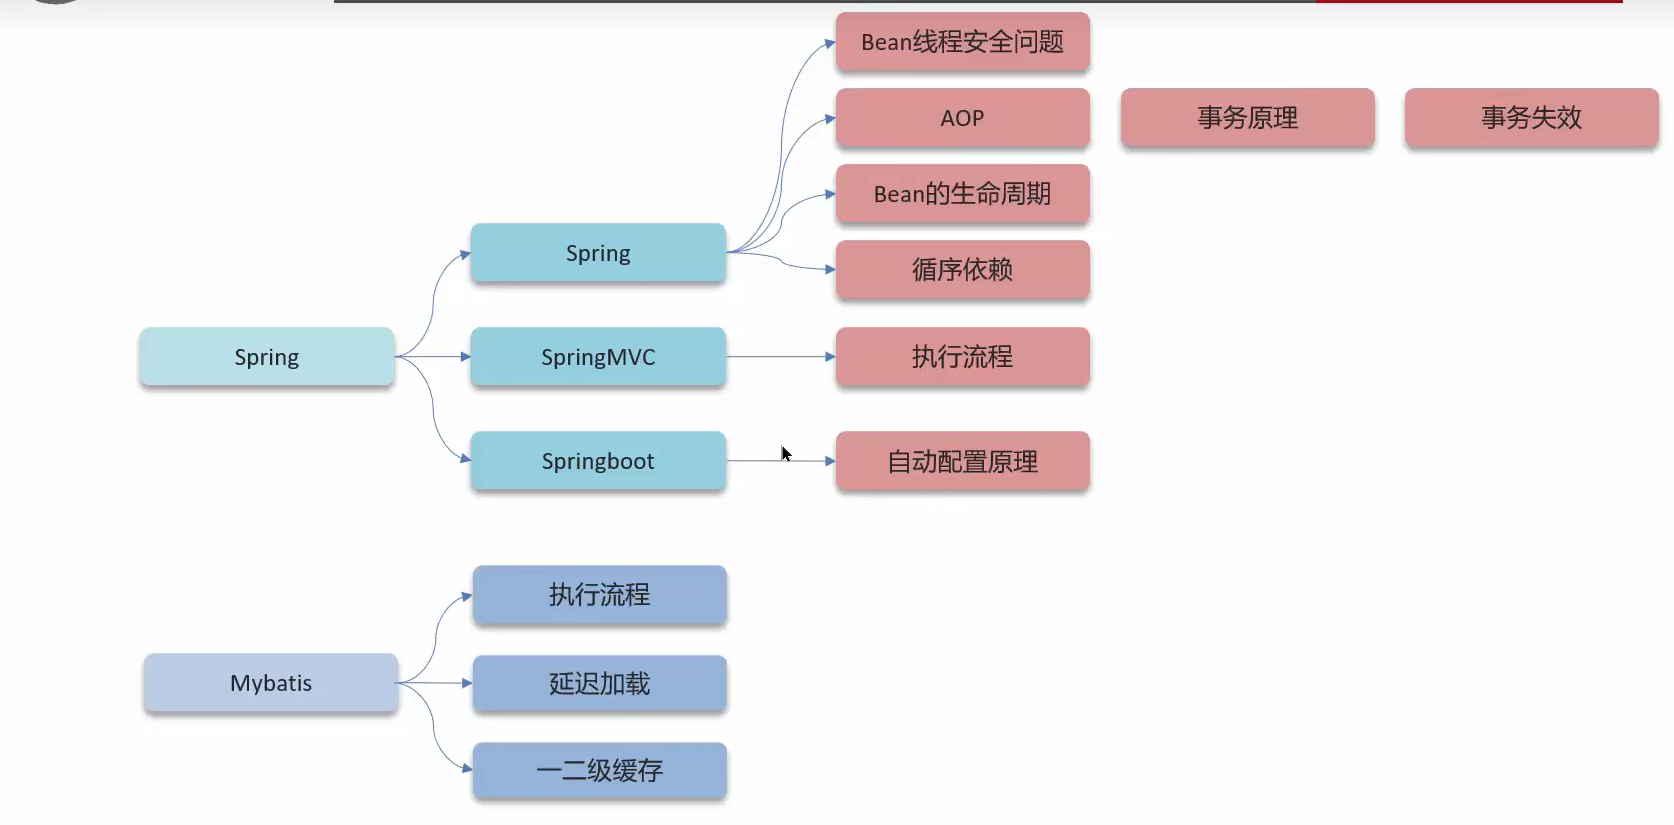 Bean线程安全问题
AOP
事务原理
事务失效
Bean的生命周期
Spring
循序依赖
Spring
SpringMVC
执行流程
Springboot
自动配置原理
执行流程
Mybatis
延迟加载
一二级缓存